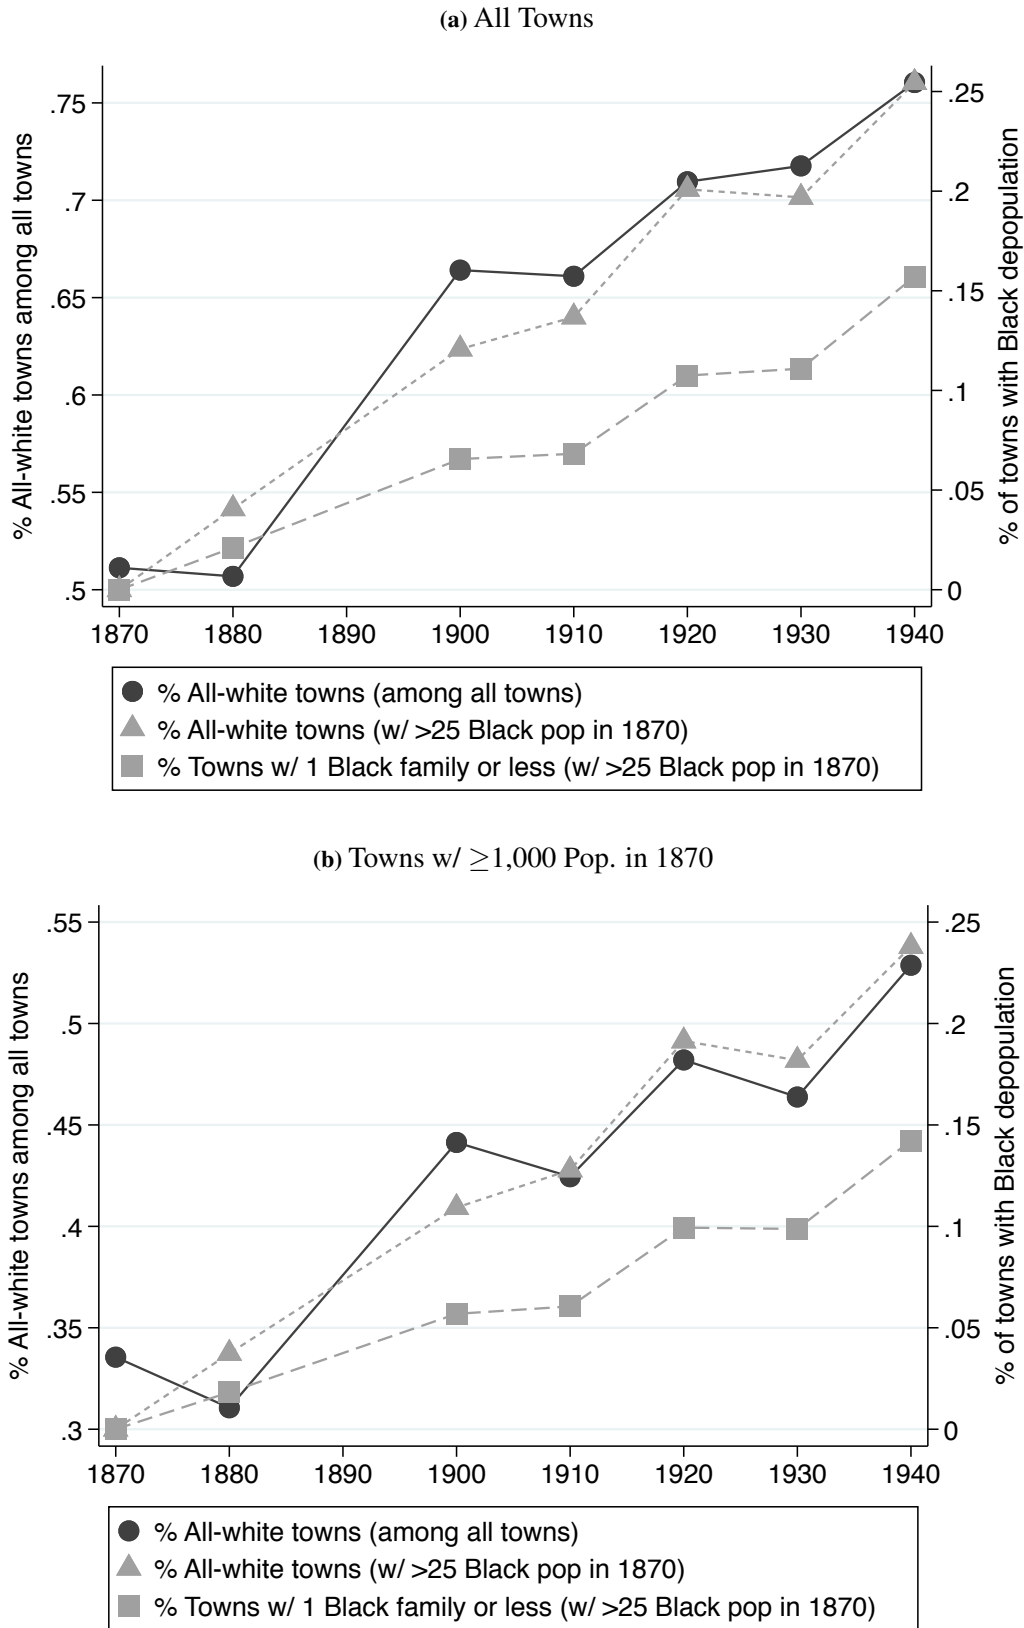 (a) All Towns
% All-white towns among all towns
.75
.7
.65
.6
.55
.5
% of towns with Black depopulation
.25
.2
.15
.1
.05
0
1870 1880 1890 1900 1910 1920 1930 1940
% All-white towns (among all towns)
% All-white towns (w/ >25 Black pop in 1870)
% Towns w/ 1 Black family or less (w/ >25 Black pop in 1870)
(b) Towns w/ ≥1,000 Pop. in 1870
% All-white towns among all towns
.55
.5
.45
.4
.35
.3
% of towns with Black depopulation
.25
.2
.15
.1
.05
0
1870 1880 1890 1900 1910 1920 1930 1940
% All-white towns (among all towns)
% All-white towns (w/ >25 Black pop in 1870)
% Towns w/ 1 Black family or less (w/ >25 Black pop in 1870)